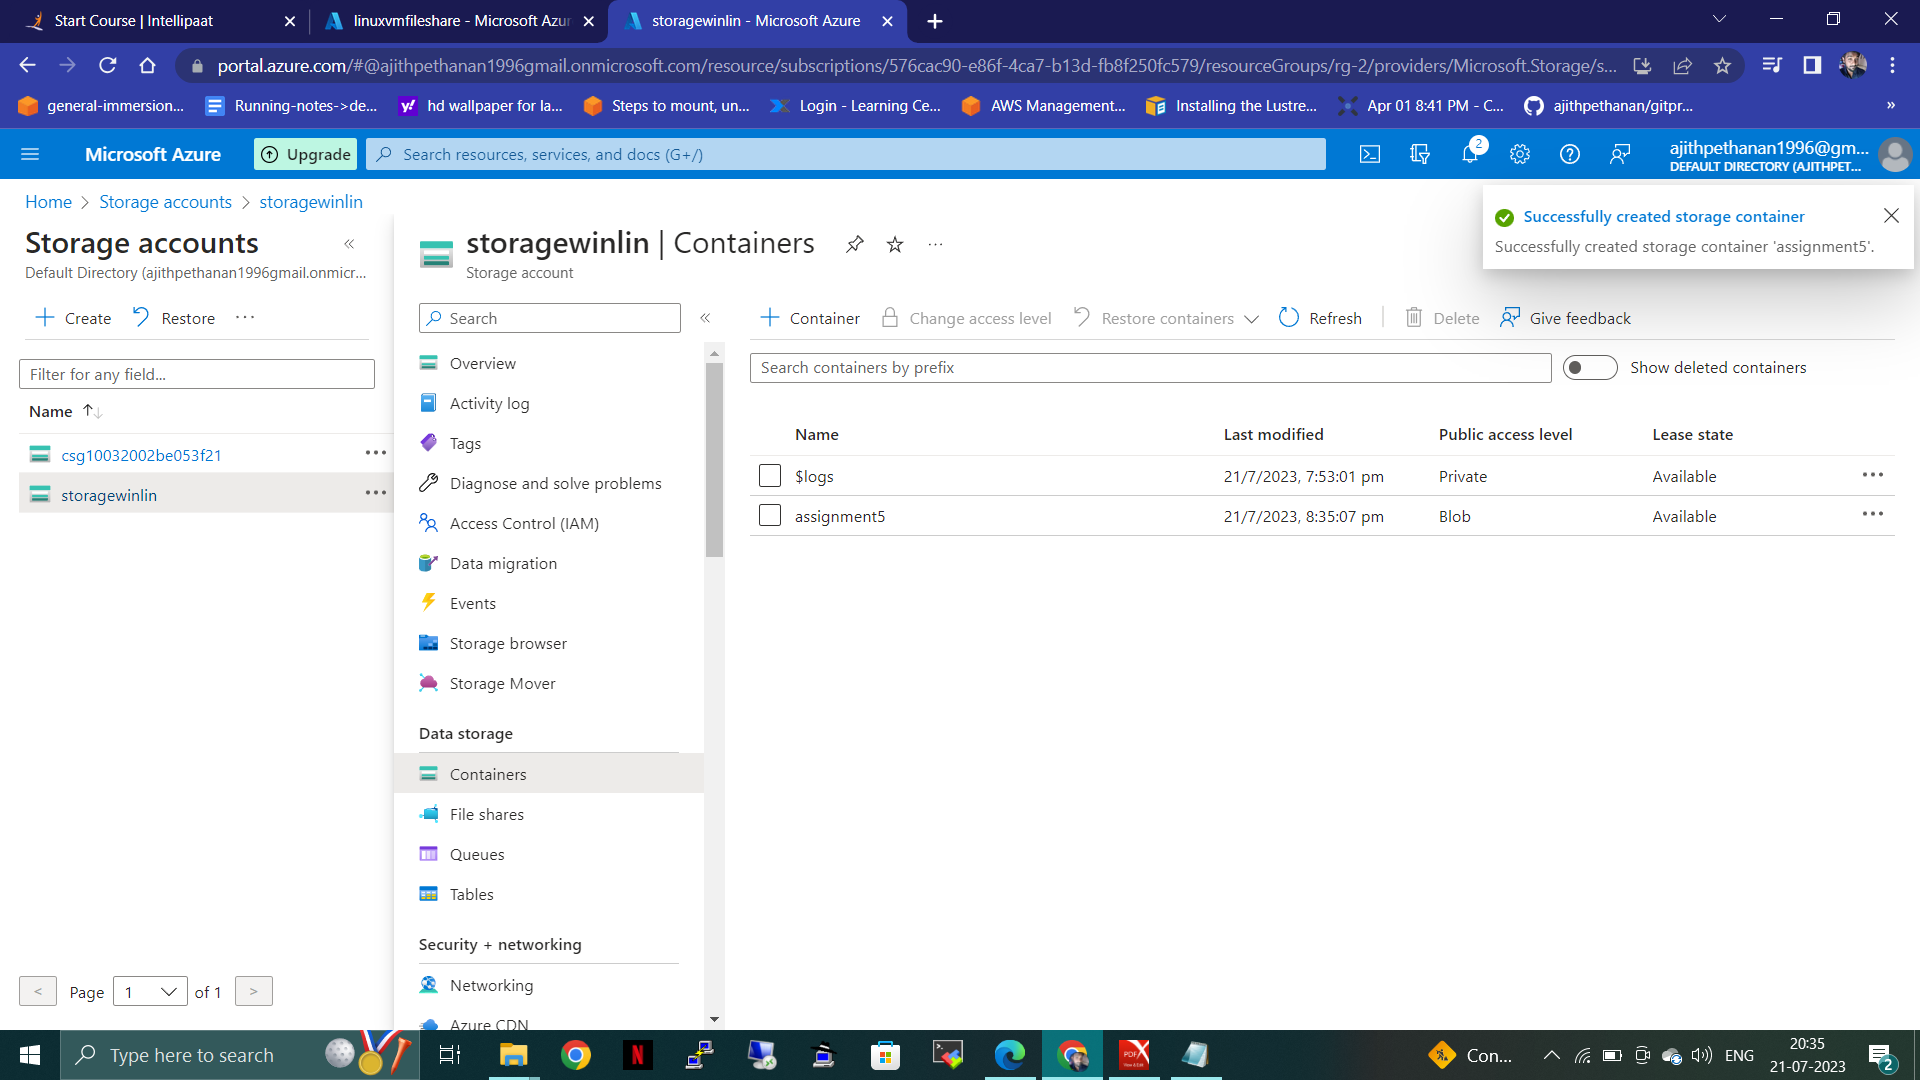 Start Course | Intellipaat
linuxvmfileshare - Microsoft Azur
storagewinlin - Microsoft Azure
portal.azure.com/#@ajithpethanan1996gmail.onmicrosoft.com/resource/subscriptions/576cac90-e86f-4ca7-b13d-fb8f250fc579/resourceGroups/rg-2/providers/Microsoft.Storage/s...
general-immersion...
Running-notes->de...
hd wallpaper for la...
Steps to mount, un...
Login - Learning Ce...
AWS Management...
Installing the Lustre...
Apr 01 8:41 PM - C...
ajithpethanan/gitpr...
»
Microsoft Azure
Upgrade
Search resources, services, and docs (G+/)
2
ajithpethanan1996@gm...
DEFAULT DIRECTORY (AJITHPET...
Home > Storage accounts > storagewinlin
Successfully created storage container
Successfully created storage container 'assignment5'.
Storage accounts
Default Directory (ajithpethanan1996gmail.onmicr...
Create
Restore
...
Filter for any field...
Name
csg10032002be053f21
storagewinlin
< Page 1 of 1 >
storagewinlin | Containers
Storage account
Search
Overview
Activity log
Tags
Diagnose and solve problems
Access Control (IAM)
Data migration
Events
Storage browser
Storage Mover
Data storage
Containers
File shares
Queues
Tables
Security + networking
Networking
Azure CDN
Container
Change access level
Restore containers
Refresh
Delete
Give feedback
Search containers by prefix
Show deleted containers
Name Last modified Public access level Lease state
$logs 21/7/2023, 7:53:01 pm Private Available
assignment5 21/7/2023, 8:35:07 pm Blob Available
Type here to search
N
PDF
Con...
ENG
20:35
21-07-2023
2